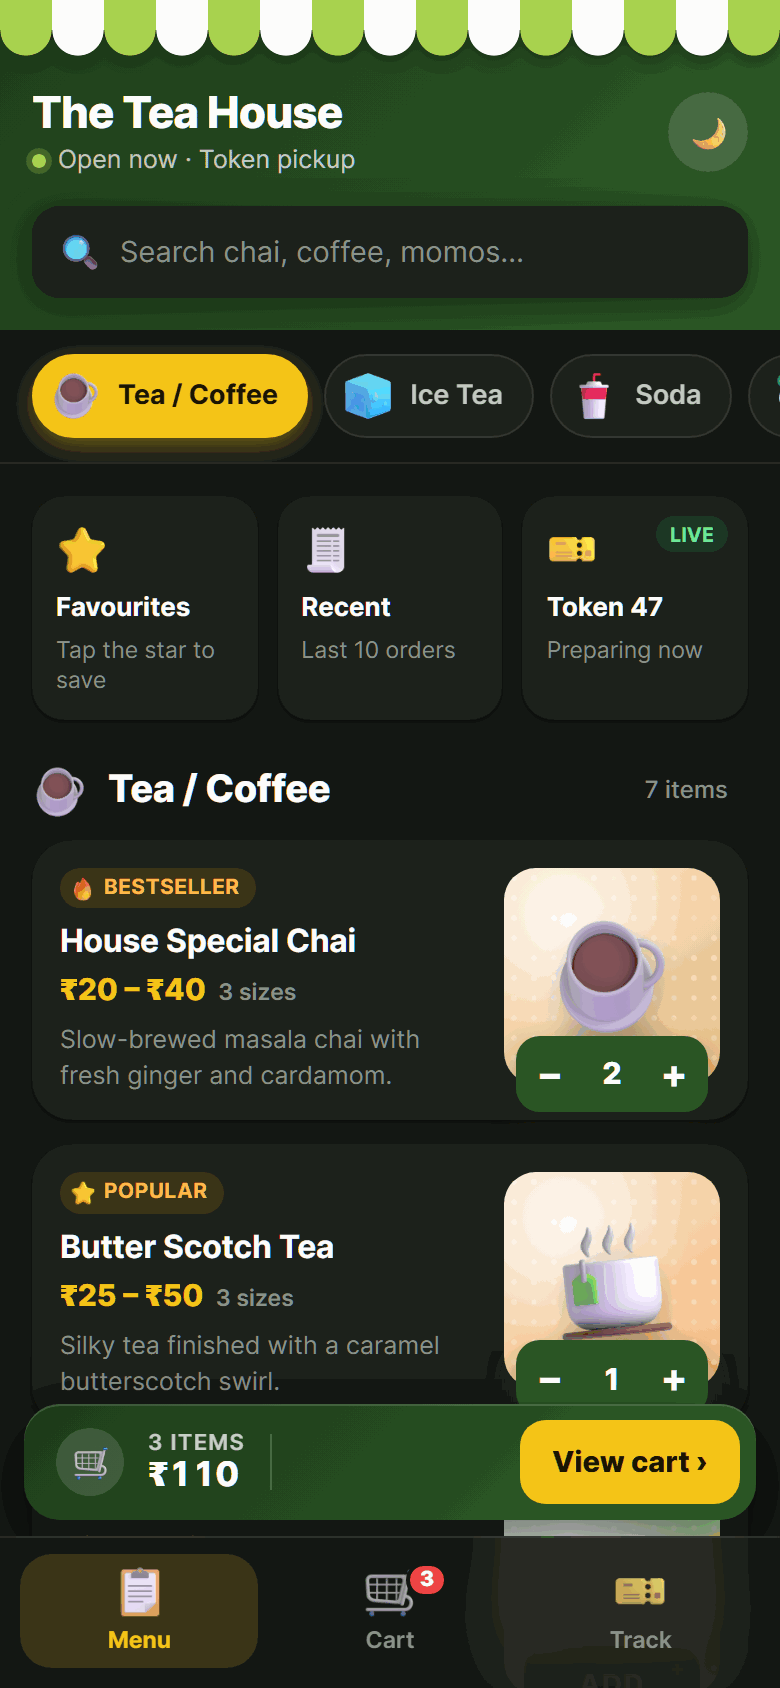 The Tea House
Open now · Token pickup
Search chai, coffee, momos...
Tea / Coffee
Ice Tea
Soda
Favourites
Tap the star to
save
Recent
Last 10 orders
LIVE
Token 47
Preparing now
Tea / Coffee
7 items
BESTSELLER
House Special Chai
₹20 – ₹40 3 sizes
Slow-brewed masala chai with
fresh ginger and cardamom.
− 2 +
POPULAR
Butter Scotch Tea
₹25 – ₹50 3 sizes
Silky tea finished with a caramel
butterscotch swirl.
− 1 +
3 ITEMS
₹110
View cart ›
Menu
3
Cart
Track
ADD +